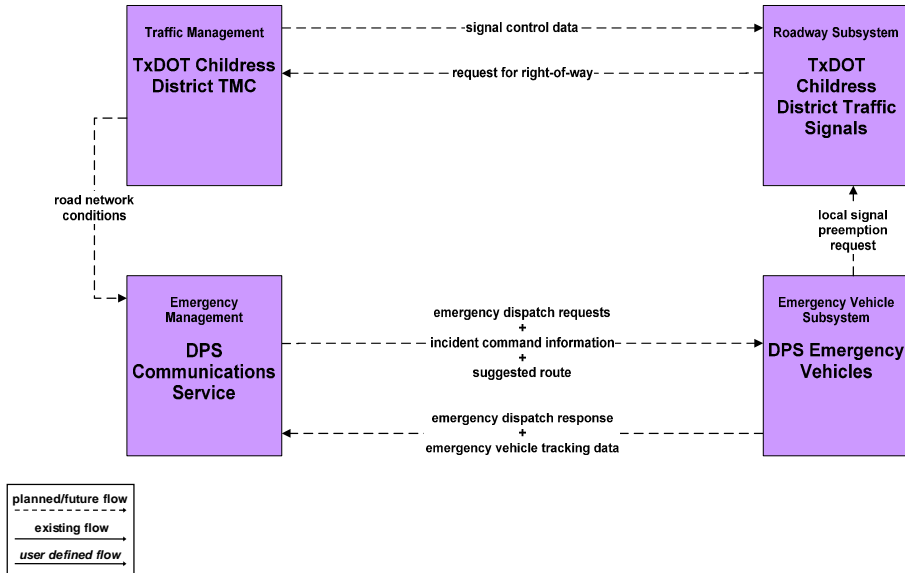 Traffic Management
TxDOT Childress
District TMC
signal control data
request for right-of-way
Roadway Subsystem
TxDOT
Childress
District Traffic
Signals
road network
conditions
local signal
preemption
request
Emergency
Management
DPS
Communications
Service
emergency dispatch requests
+
incident command information
+
suggested route
emergency dispatch response
+
emergency vehicle tracking data
Emergency Vehicle
Subsystem
DPS Emergency
Vehicles
planned/future flow
existing flow
user defined flow